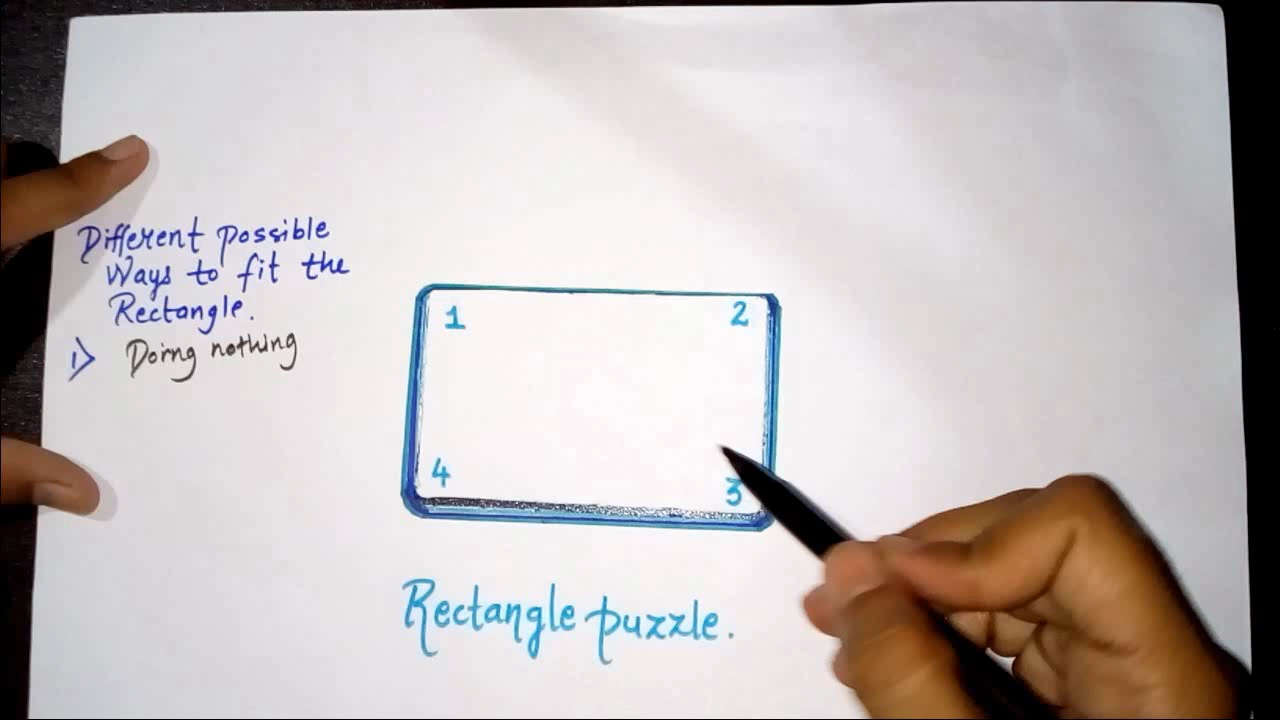 Different possible
Ways to fit the
Rectangle.
1> Doing nothing
1 2
4 3
Rectangle puzzle.